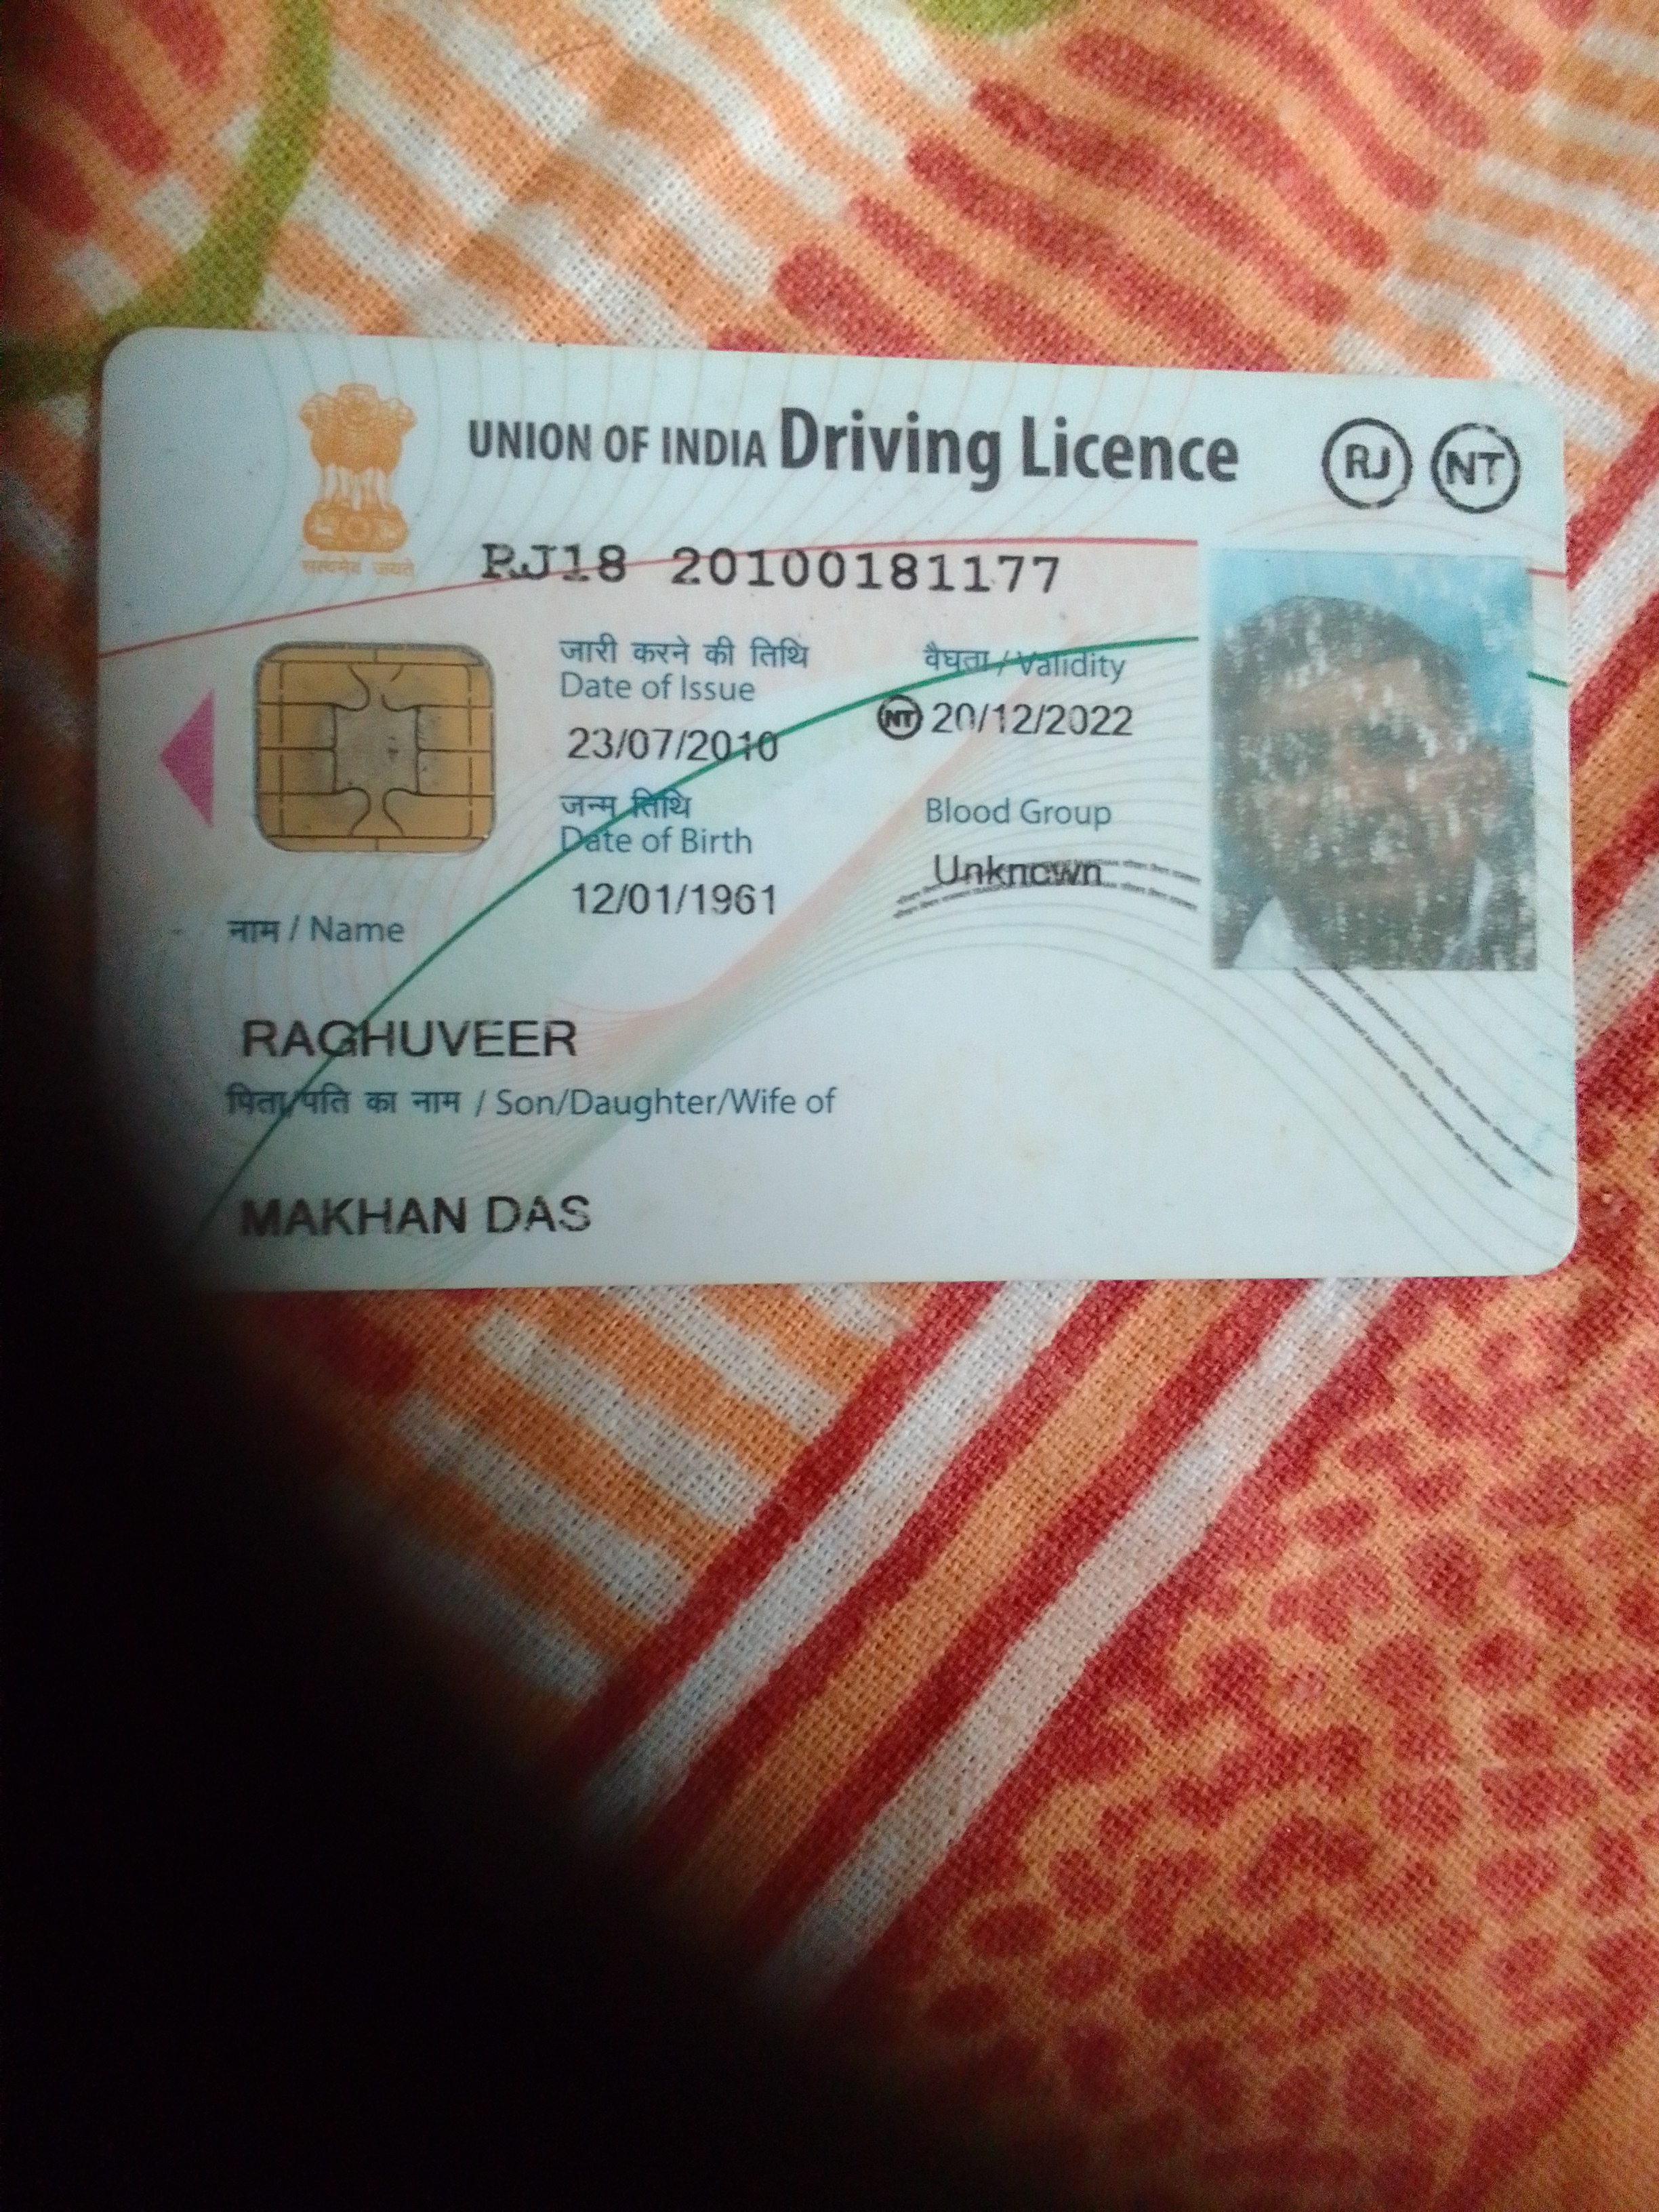 UNION OF INDIA Driving Licence
RJ NT
सत्यमेव जयते
RJ18 20100181177
जारी करने की तिथि
Date of Issue
23/07/2010
वैधता / Validity
NT 20/12/2022
जन्म तिथि
Date of Birth
12/01/1961
Blood Group
Unkncwn
नाम / Name
RAGHUVEER
पिता/पति का नाम / Son/Daughter/Wife of
MAKHAN DAS